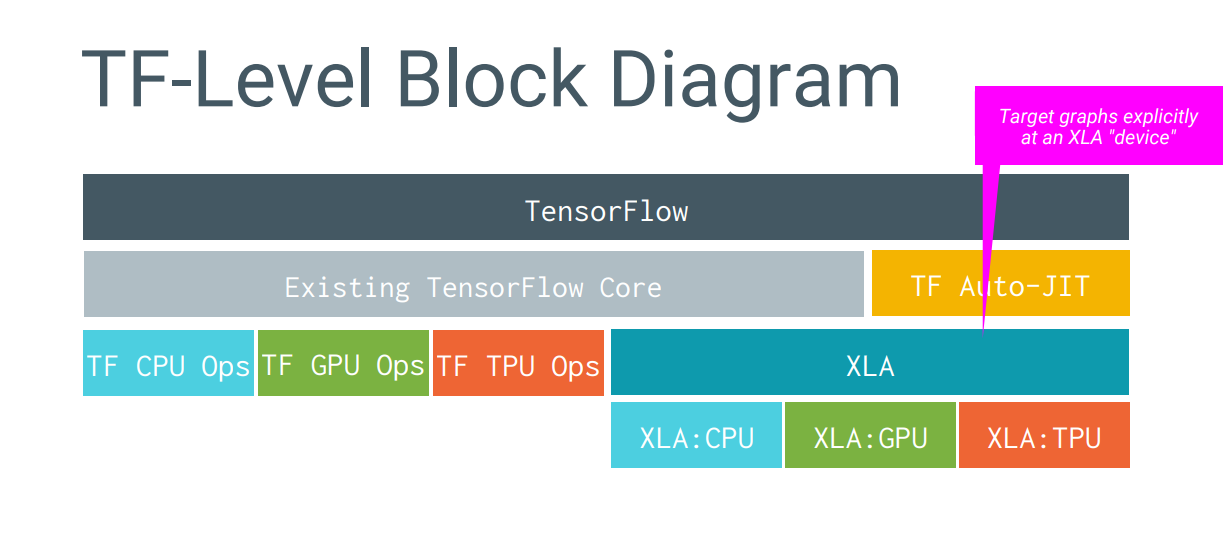 TF-Level Block Diagram
Target graphs explicitly
at an XLA "device"
TensorFlow
Existing TensorFlow Core
TF Auto-JIT
TF CPU Ops
TF GPU Ops
TF TPU Ops
XLA
XLA:CPU
XLA:GPU
XLA:TPU